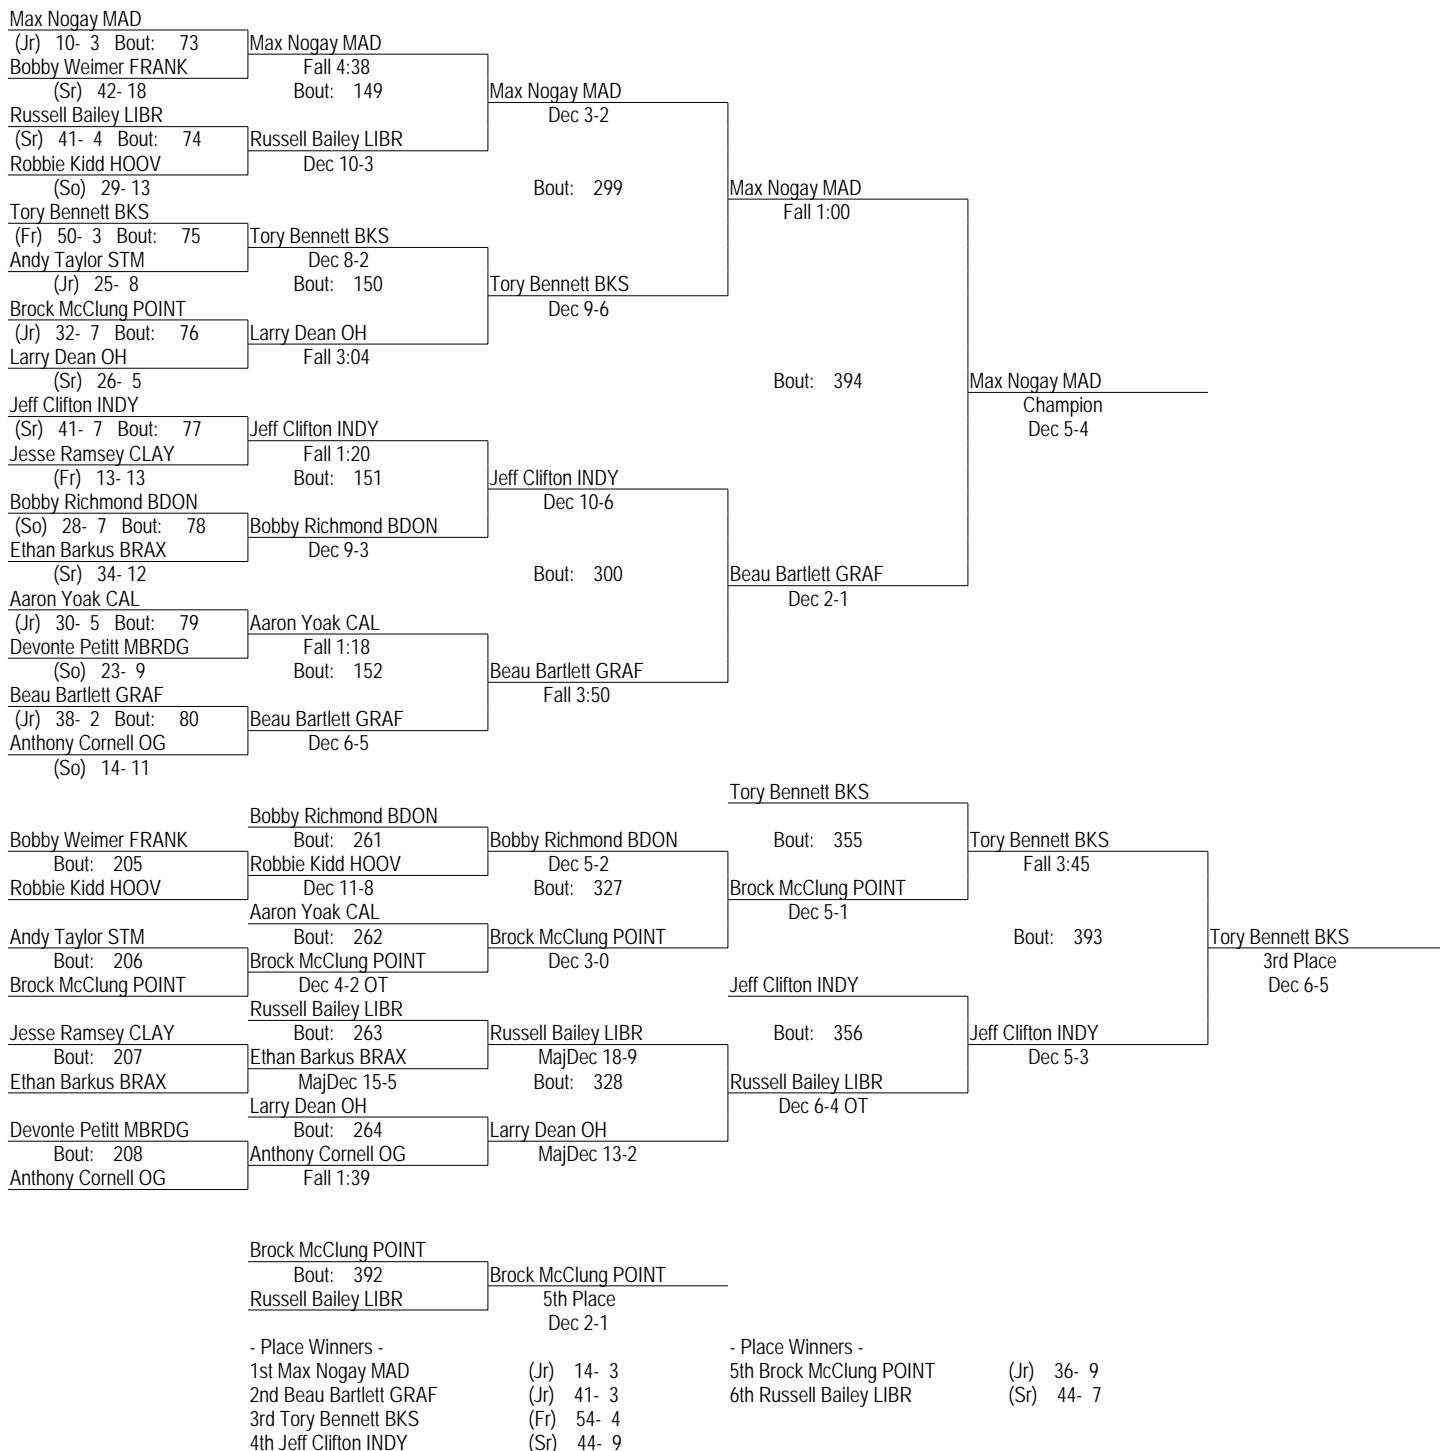 Max Nogay MAD
(Jr) 10- 3 Bout: 73 Max Nogay MAD
Bobby Weimer FRANK Fall 4:38
(Sr) 42- 18 Bout: 149 Max Nogay MAD
Russell Bailey LIBR Dec 3-2
(Sr) 41- 4 Bout: 74 Russell Bailey LIBR
Robbie Kidd HOOV Dec 10-3
(So) 29- 13 Bout: 299 Max Nogay MAD
Tory Bennett BKS Fall 1:00
(Fr) 50- 3 Bout: 75 Tory Bennett BKS
Andy Taylor STM Dec 8-2
(Jr) 25- 8 Bout: 150 Tory Bennett BKS
Brock McClung POINT Dec 9-6
(Jr) 32- 7 Bout: 76 Larry Dean OH
Larry Dean OH Fall 3:04
(Sr) 26- 5 Bout: 394 Max Nogay MAD
Jeff Clifton INDY Champion
(Sr) 41- 7 Bout: 77 Jeff Clifton INDY Dec 5-4
Jesse Ramsey CLAY Fall 1:20
(Fr) 13- 13 Bout: 151 Jeff Clifton INDY
Bobby Richmond BDON Dec 10-6
(So) 28- 7 Bout: 78 Bobby Richmond BDON
Ethan Barkus BRAX Dec 9-3
(Sr) 34- 12 Bout: 300 Beau Bartlett GRAF
Aaron Yoak CAL Dec 2-1
(Jr) 30- 5 Bout: 79 Aaron Yoak CAL
Devonte Petitt MBRDG Fall 1:18
(So) 23- 9 Bout: 152 Beau Bartlett GRAF
Beau Bartlett GRAF Fall 3:50
(Jr) 38- 2 Bout: 80 Beau Bartlett GRAF
Anthony Cornell OG Dec 6-5
(So) 14- 11
Tory Bennett BKS
Bobby Richmond BDON
Bobby Weimer FRANK Bout: 261 Bobby Richmond BDON Bout: 355 Tory Bennett BKS
Bout: 205 Robbie Kidd HOOV Dec 5-2 Fall 3:45
Robbie Kidd HOOV Dec 11-8 Bout: 327 Brock McClung POINT
Aaron Yoak CAL Dec 5-1
Andy Taylor STM Bout: 262 Brock McClung POINT Bout: 393 Tory Bennett BKS
Bout: 206 Brock McClung POINT Dec 3-0 3rd Place
Brock McClung POINT Dec 4-2 OT Jeff Clifton INDY Dec 6-5
Russell Bailey LIBR
Jesse Ramsey CLAY Bout: 263 Russell Bailey LIBR Bout: 356 Jeff Clifton INDY
Bout: 207 Ethan Barkus BRAX MajDec 18-9 Dec 5-3
Ethan Barkus BRAX MajDec 15-5 Bout: 328 Russell Bailey LIBR
Larry Dean OH Dec 6-4 OT
Devonte Petitt MBRDG Bout: 264 Larry Dean OH
Bout: 208 Anthony Cornell OG MajDec 13-2
Anthony Cornell OG Fall 1:39
Brock McClung POINT
Bout: 392 Brock McClung POINT
Russell Bailey LIBR 5th Place
Dec 2-1
- Place Winners - - Place Winners -
1st Max Nogay MAD (Jr) 14- 3 5th Brock McClung POINT (Jr) 36- 9
2nd Beau Bartlett GRAF (Jr) 41- 3 6th Russell Bailey LIBR (Sr) 44- 7
3rd Tory Bennett BKS (Fr) 54- 4
4th Jeff Clifton INDY (Sr) 44- 9